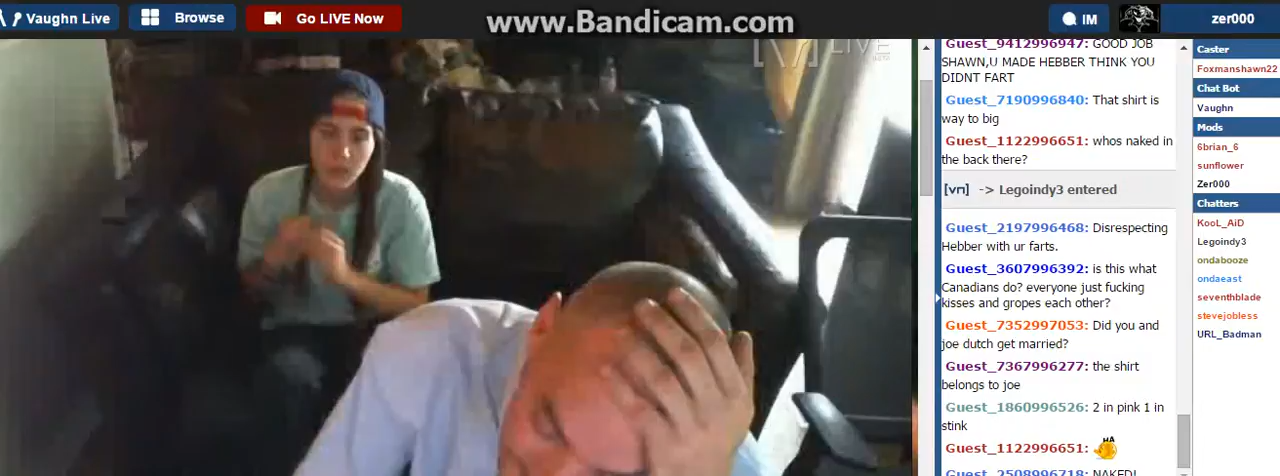 Vaughn Live
Browse
Go LIVE Now
www.Bandicam.com
IM
zer000
LIVE
Guest_9412996947: GOOD JOB
SHAWN,U MADE HEBBER THINK YOU
DIDNT FART
Guest_7190996840: That shirt is
way to big
Guest_1122996651: whos naked in
the back there?
[vn] -> Legoindy3 entered
Guest_2197996468: Disrespecting
Hebber with ur farts.
Guest_3607996392: is this what
Canadians do? everyone just fucking
kisses and gropes each other?
Guest_7352997053: Did you and
joe dutch get married?
Guest_7367996277: the shirt
belongs to joe
Guest_1860996526: 2 in pink 1 in
stink
Guest_1122996651: HA
Guest_2508996718: NAKED!
Caster
Foxmanshawn22
Chat Bot
Vaughn
Mods
6brian_6
sunflower
Zer000
Chatters
KooL_AiD
Legoindy3
ondabooze
ondaeast
seventhblade
stevejobless
URL_Badman